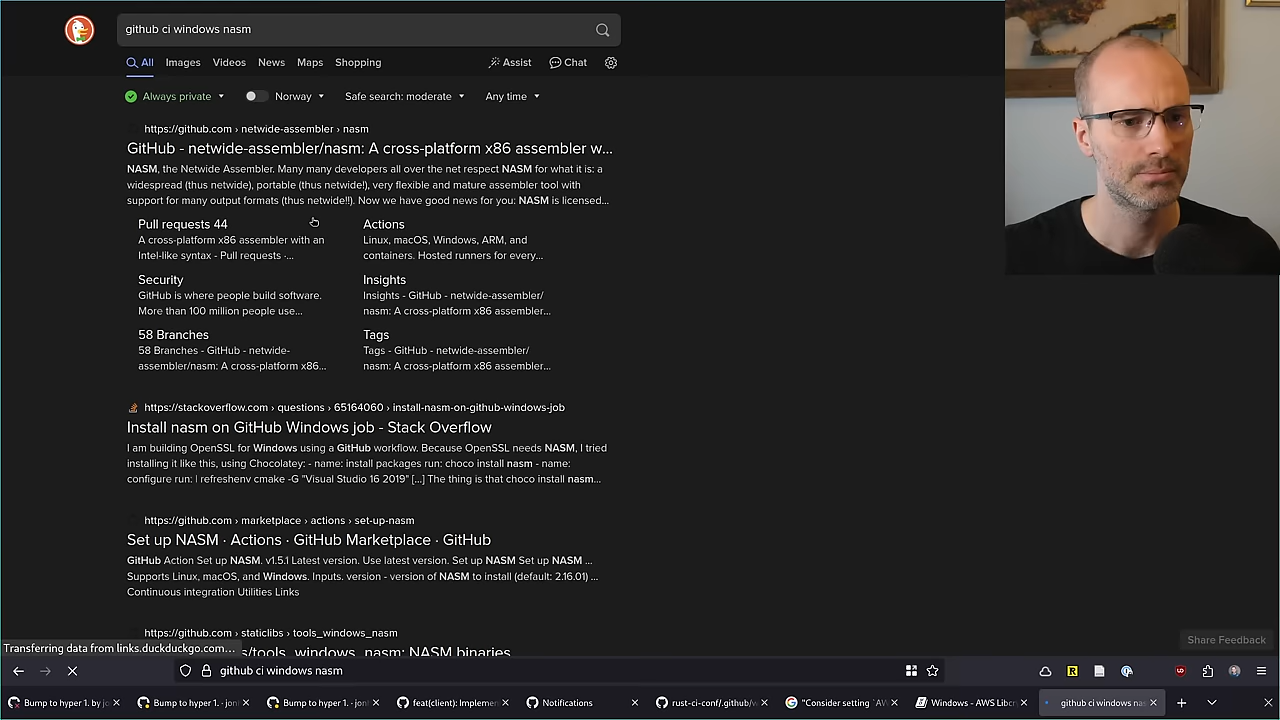 github ci windows nasm
All Images Videos News Maps Shopping Assist Chat
Always private Norway Safe search: moderate Any time
https://github.com › netwide-assembler › nasm
GitHub - netwide-assembler/nasm: A cross-platform x86 assembler w...
NASM, the Netwide Assembler. Many many developers all over the net respect NASM for what it is: a
widespread (thus netwide), portable (thus netwide!), very flexible and mature assembler tool with
support for many output formats (thus netwide!!). Now we have good news for you: NASM is licensed...
Pull requests 44
A cross-platform x86 assembler with an
Intel-like syntax - Pull requests ·...
Actions
Linux, macOS, Windows, ARM, and
containers. Hosted runners for every...
Security
GitHub is where people build software.
More than 100 million people use...
Insights
Insights - GitHub - netwide-assembler/
nasm: A cross-platform x86 assembler...
58 Branches
58 Branches - GitHub - netwide-
assembler/nasm: A cross-platform x86...
Tags
Tags - GitHub - netwide-assembler/
nasm: A cross-platform x86 assembler...
https://stackoverflow.com › questions › 65164060 › install-nasm-on-github-windows-job
Install nasm on GitHub Windows job - Stack Overflow
I am building OpenSSL for Windows using a GitHub workflow. Because OpenSSL needs NASM, I tried
installing it like this, using Chocolatey: - name: install packages run: choco install nasm - name:
configure run: | refreshenv cmake -G "Visual Studio 16 2019" [...] The thing is that choco install nasm...
https://github.com › marketplace › actions › set-up-nasm
Set up NASM · Actions · GitHub Marketplace · GitHub
GitHub Action Set up NASM. v1.5.1 Latest version. Use latest version. Set up NASM Set up NASM ...
Supports Linux, macOS, and Windows. Inputs. version - version of NASM to install (default: 2.16.01) ...
Continuous integration Utilities Links
https://github.com › staticlibs › tools_windows_nasm
s/tools_windows_nasm: NASM binaries
Share Feedback
Transferring data from links.duckduckgo.com...
github ci windows nasm
Bump to hyper 1. by jo Bump to hyper 1. · jon Bump to hyper 1. · jon feat(client): Implemen Notifications rust-ci-conf/.github/w "Consider setting `AW Windows - AWS Libcr github ci windows nas